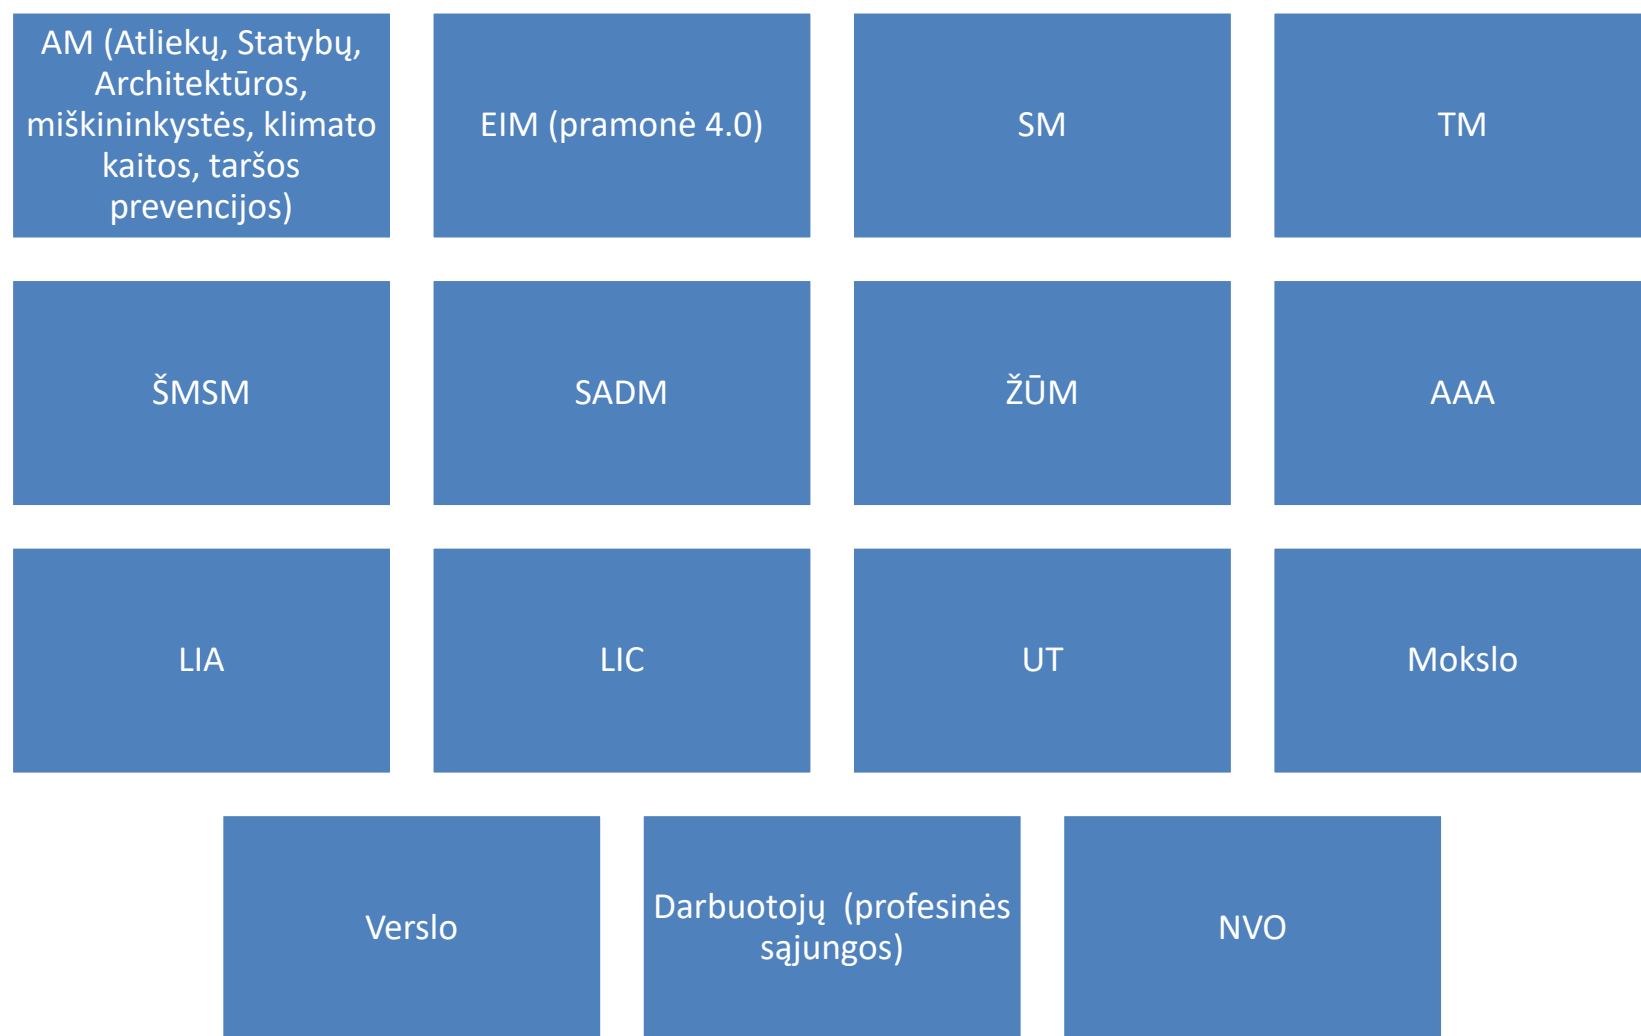 AM (Atliekų, Statybų,
Architektūros,
miškininkystės, klimato
kaitos, taršos
prevencijos)
EIM (pramonė 4.0)
SM
TM
ŠMSM
SADM
ŽŪM
AAA
LIA
LIC
UT
Mokslo
Verslo
Darbuotojų (profesinės
sąjungos)
NVO